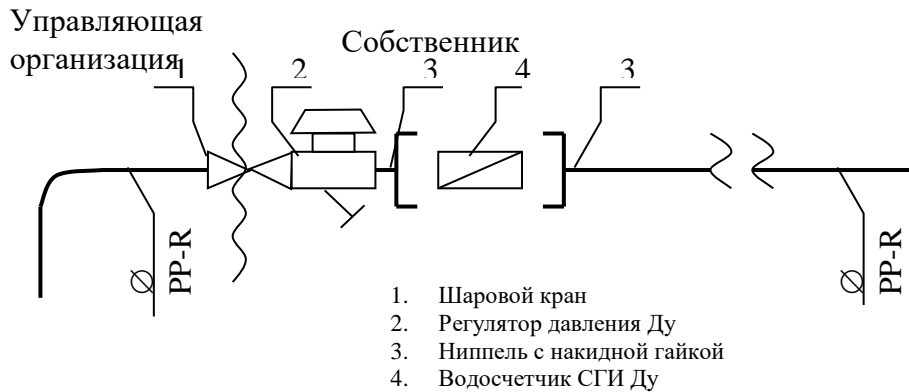 Управляющая
организация
Собственник
1
2
3
4
3
∅ PP-R
∅ PP-R
1. Шаровой кран
2. Регулятор давления Ду
3. Ниппель с накидной гайкой
4. Водосчетчик СГИ Ду